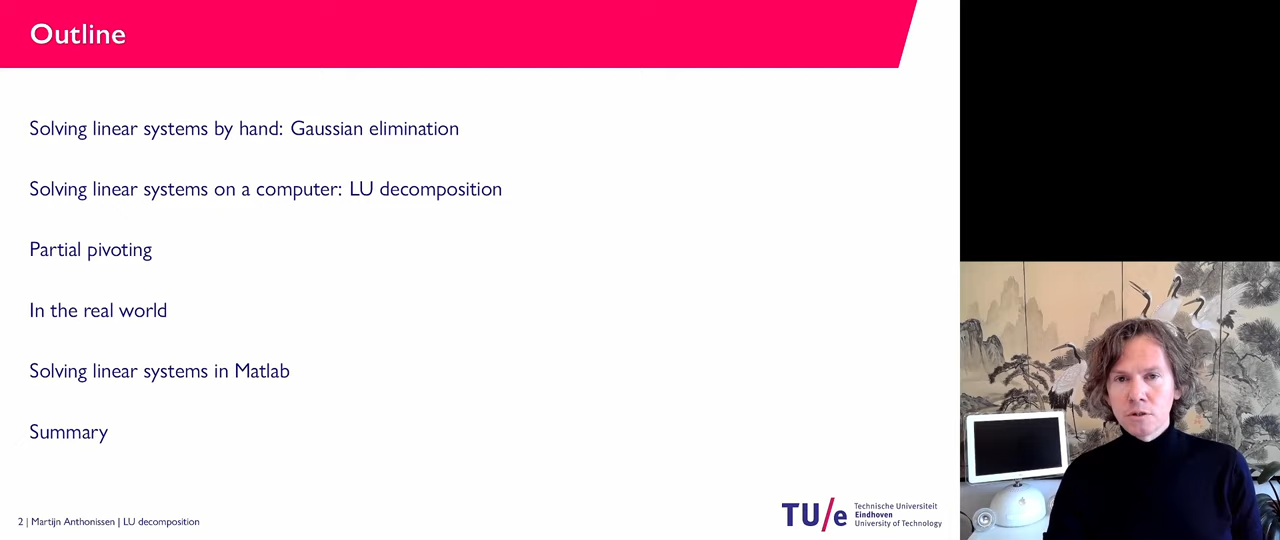 Outline
Solving linear systems by hand: Gaussian elimination
Solving linear systems on a computer: LU decomposition
Partial pivoting
In the real world
Solving linear systems in Matlab
Summary
2 | Martijn Anthonissen | LU decomposition
TU/e
Technische Universiteit
Eindhoven
University of Technology